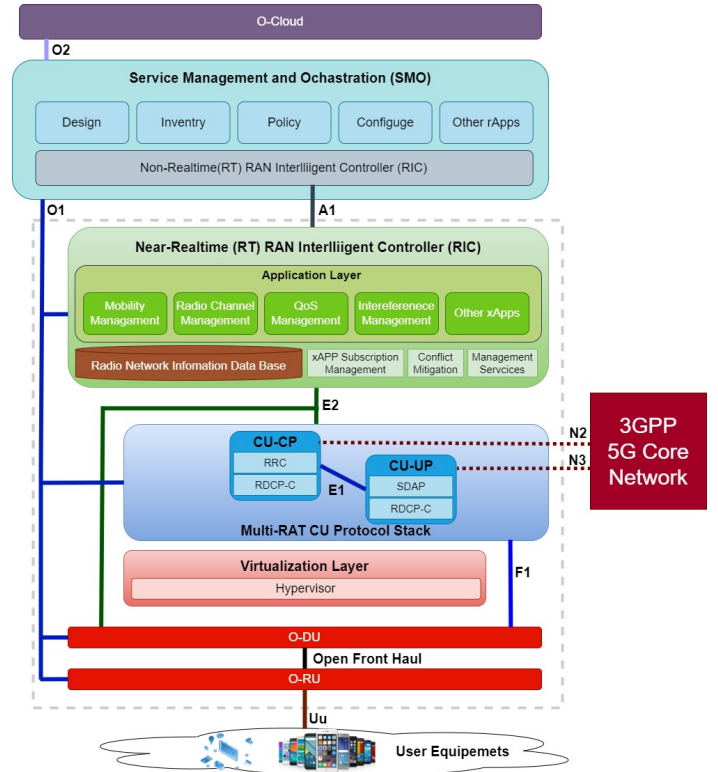 O-Cloud
O2
Service Management and Ochastration (SMO)
Design
Inventry
Policy
Configuge
Other rApps
Non-Realtime(RT) RAN Interlliigent Controller (RIC)
O1
A1
Near-Realtime (RT) RAN Interlliigent Controller (RIC)
Application Layer
Mobility
Managament
Radio Channel
Management
QoS
Management
Intereferenece
Management
Other xApps
Radio Network Infomation Data Base
xAPP Subscription
Management
Conflict
Mitigation
Management
Servcices
E2
CU-CP
RRC
RDCP-C
E1
CU-UP
SDAP
RDCP-C
Multi-RAT CU Protocol Stack
N2
N3
3GPP
5G Core
Network
Virtualization Layer
Hypervisor
F1
O-DU
Open Front Haul
O-RU
Uu
User Equipemets